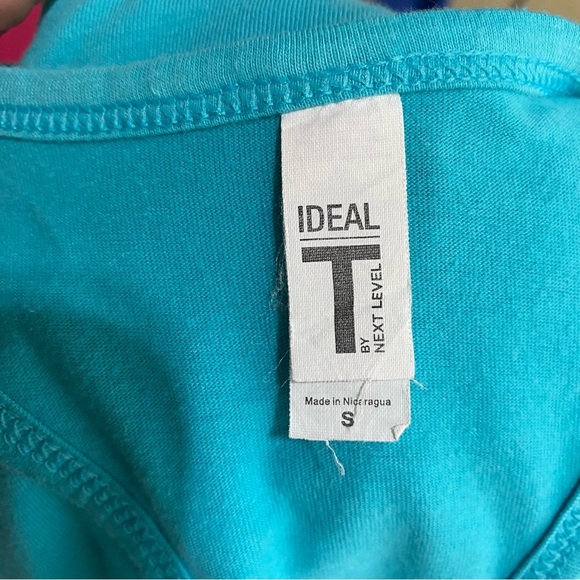 IDEAL
T
BY
NEXT LEVEL
Made in Nicaragua
S